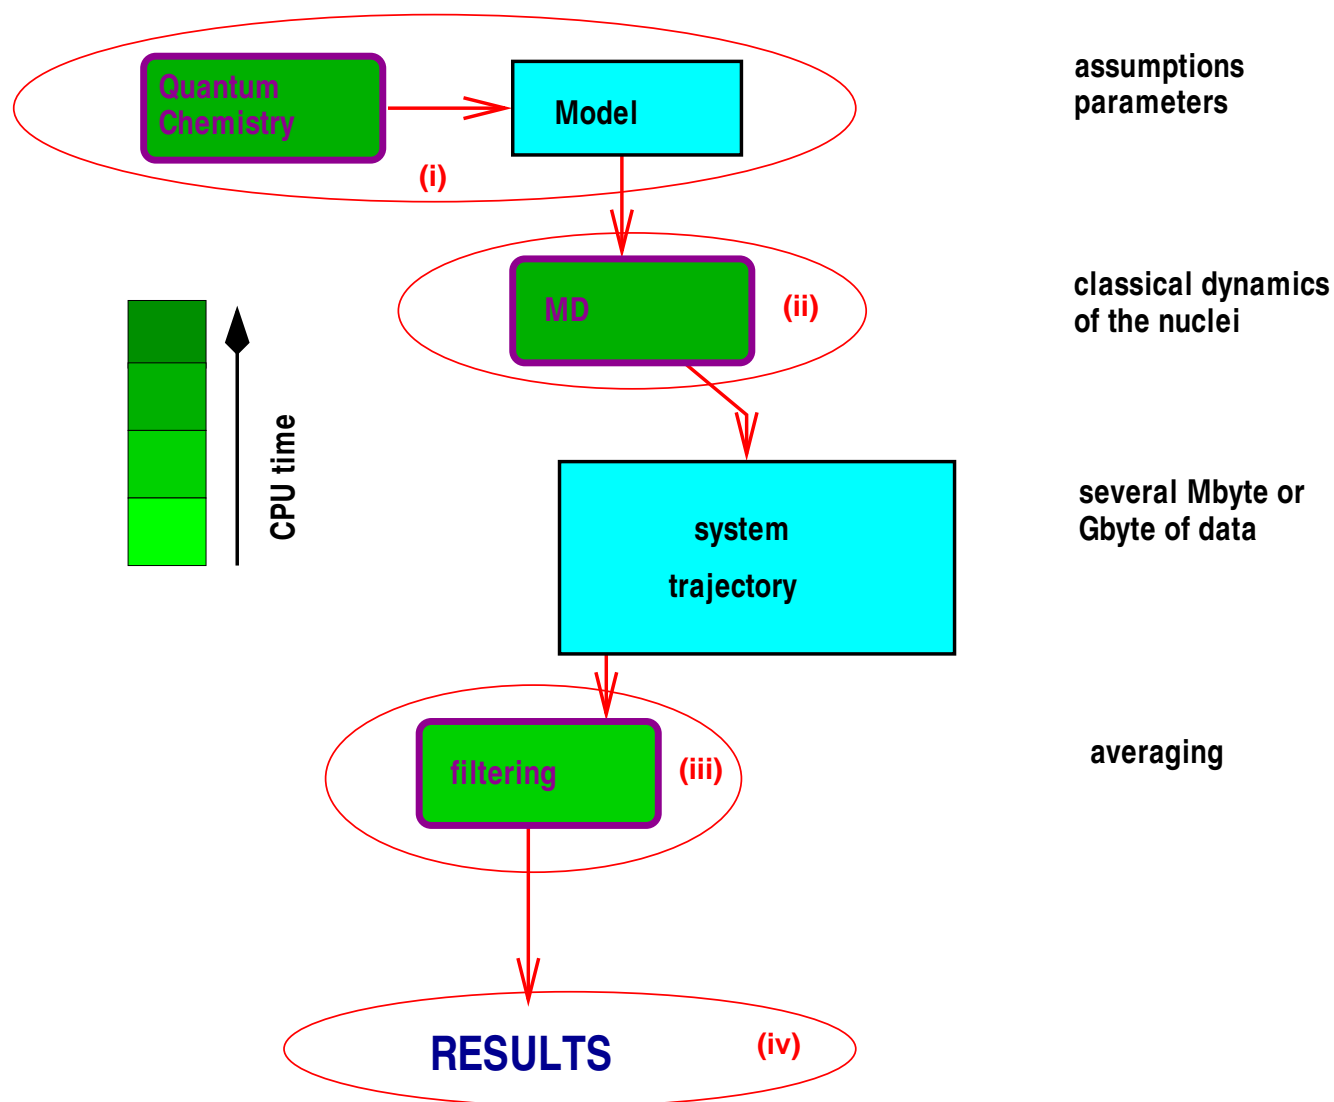 Quantum
Chemistry
Model
assumptions
parameters
(i)
MD
(ii)
classical dynamics
of the nuclei
CPU time
system
trajectory
several Mbyte or
Gbyte of data
filtering
(iii)
averaging
RESULTS
(iv)